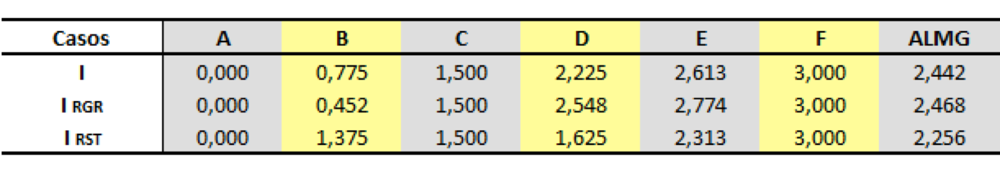 Casos A B C D E F ALMG
I 0,000 0,775 1,500 2,225 2,613 3,000 2,442
I RGR 0,000 0,452 1,500 2,548 2,774 3,000 2,468
I RST 0,000 1,375 1,500 1,625 2,313 3,000 2,256